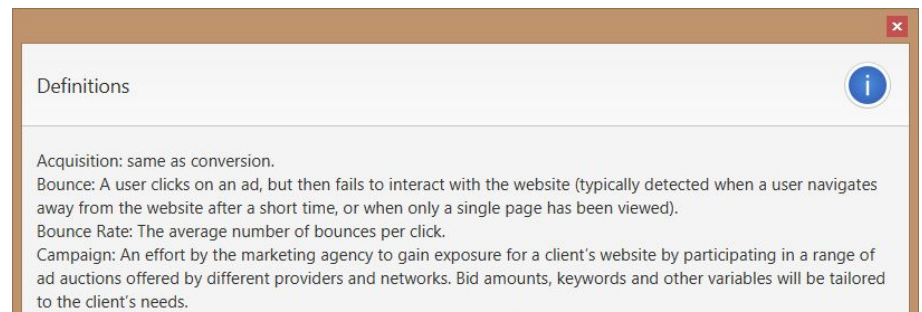 Definitions
Acquisition: same as conversion.
Bounce: A user clicks on an ad, but then fails to interact with the website (typically detected when a user navigates
away from the website after a short time, or when only a single page has been viewed).
Bounce Rate: The average number of bounces per click.
Campaign: An effort by the marketing agency to gain exposure for a client's website by participating in a range of
ad auctions offered by different providers and networks. Bid amounts, keywords and other variables will be tailored
to the client's needs.